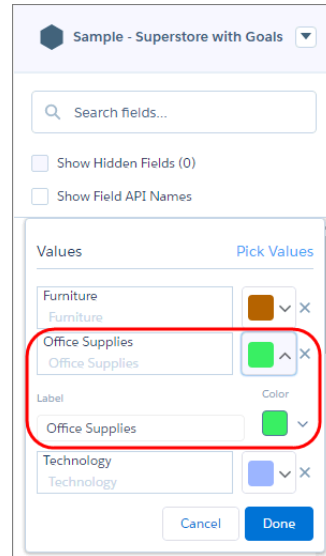 Sample - Superstore with Goals
Search fields...
Show Hidden Fields (0)
Show Field API Names
Values Pick Values
Furniture
Furniture
Office Supplies
Office Supplies
Label Color
Office Supplies
Technology
Technology
Cancel Done